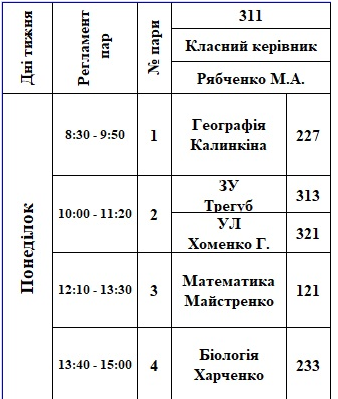 Дні тижня
Регламент
пар
№ пари
311
Класний керівник
Рябченко М.А.
Понеділок
8:30 - 9:50
1
Географія
Калинкіна
227
10:00 - 11:20
2
ЗУ
Трегуб
313
УЛ
Хоменко Г.
321
12:10 - 13:30
3
Математика
Майстренко
121
13:40 - 15:00
4
Біологія
Харченко
233